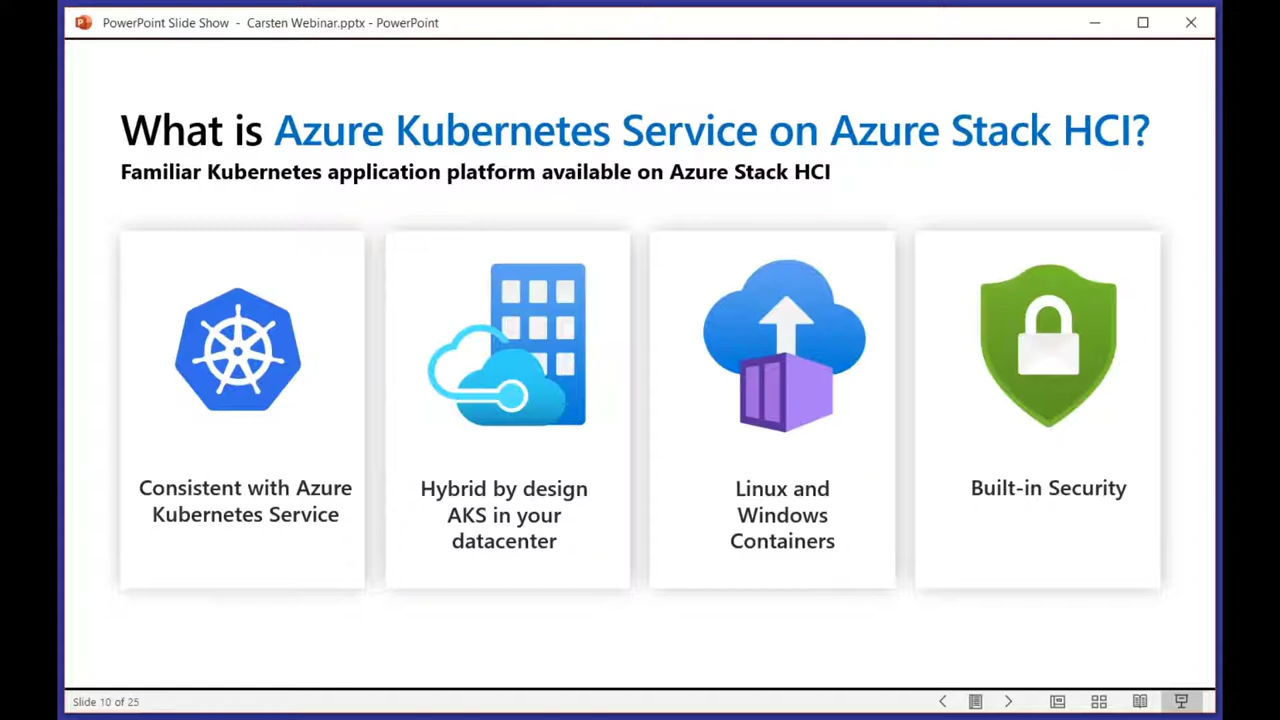 PowerPoint Slide Show - Carsten Webinar.pptx - PowerPoint
What is Azure Kubernetes Service on Azure Stack HCI?
Familiar Kubernetes application platform available on Azure Stack HCI
Consistent with Azure
Kubernetes Service
Hybrid by design
AKS in your
datacenter
Linux and
Windows
Containers
Built-in Security
Slide 10 of 25